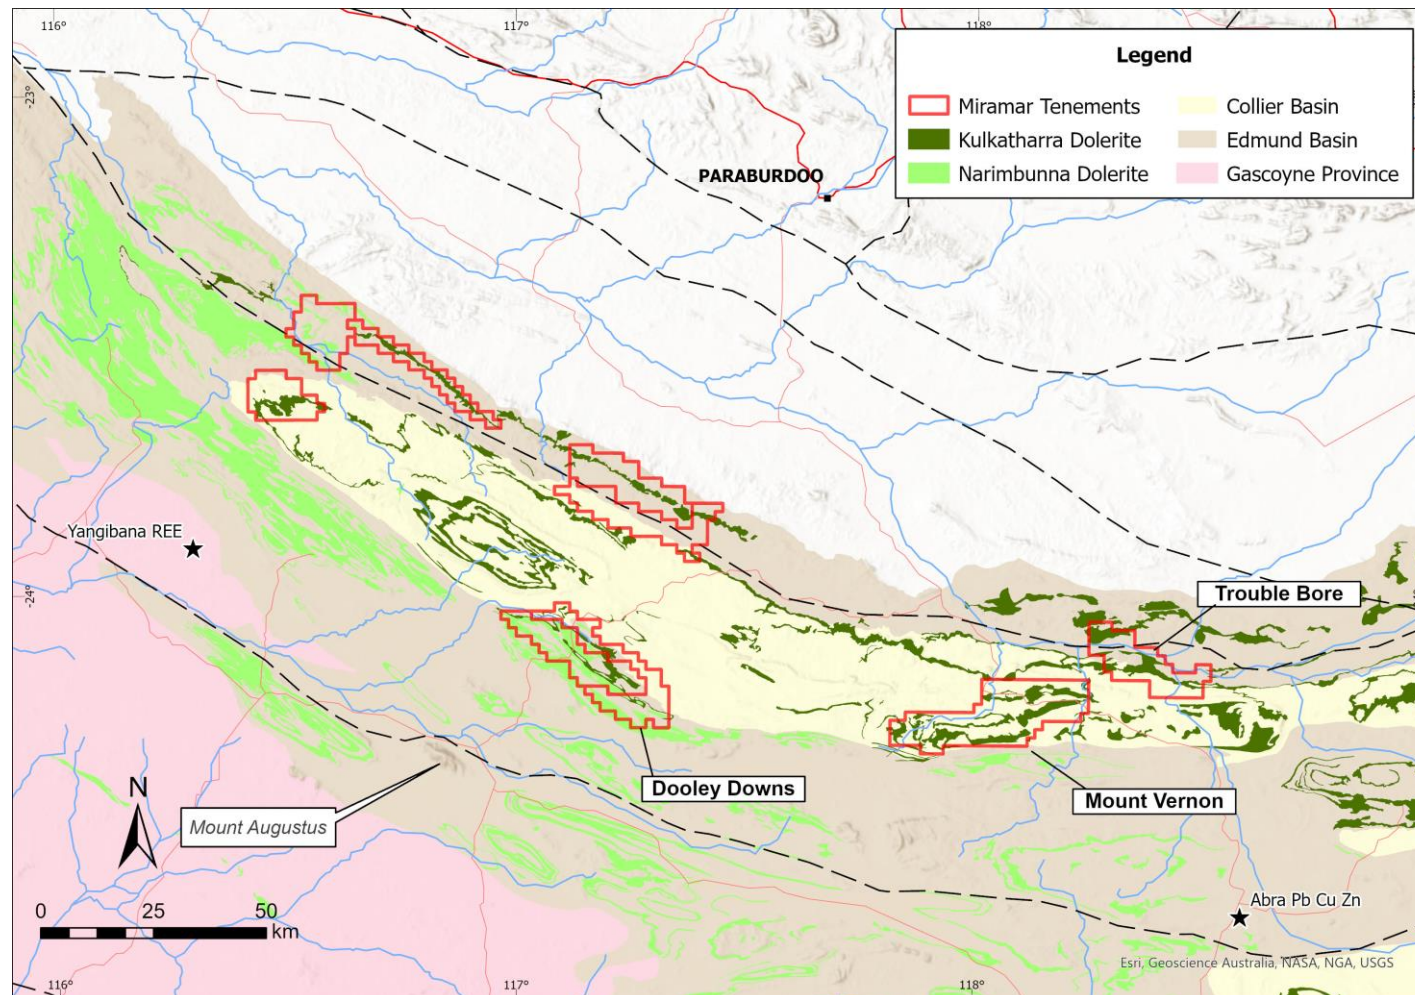 116°
117°
118°
-23°
-24°
Legend
Miramar Tenements
Kulkatharra Dolerite
Narimbunna Dolerite
Collier Basin
Edmund Basin
Gascoyne Province
PARABURDOO
Yangibana REE
Trouble Bore
Dooley Downs
Mount Vernon
Mount Augustus
N
0 25 50
km
Abra Pb Cu Zn
Esri, Geoscience Australia, NASA, NGA, USGS
116°
117°
118°